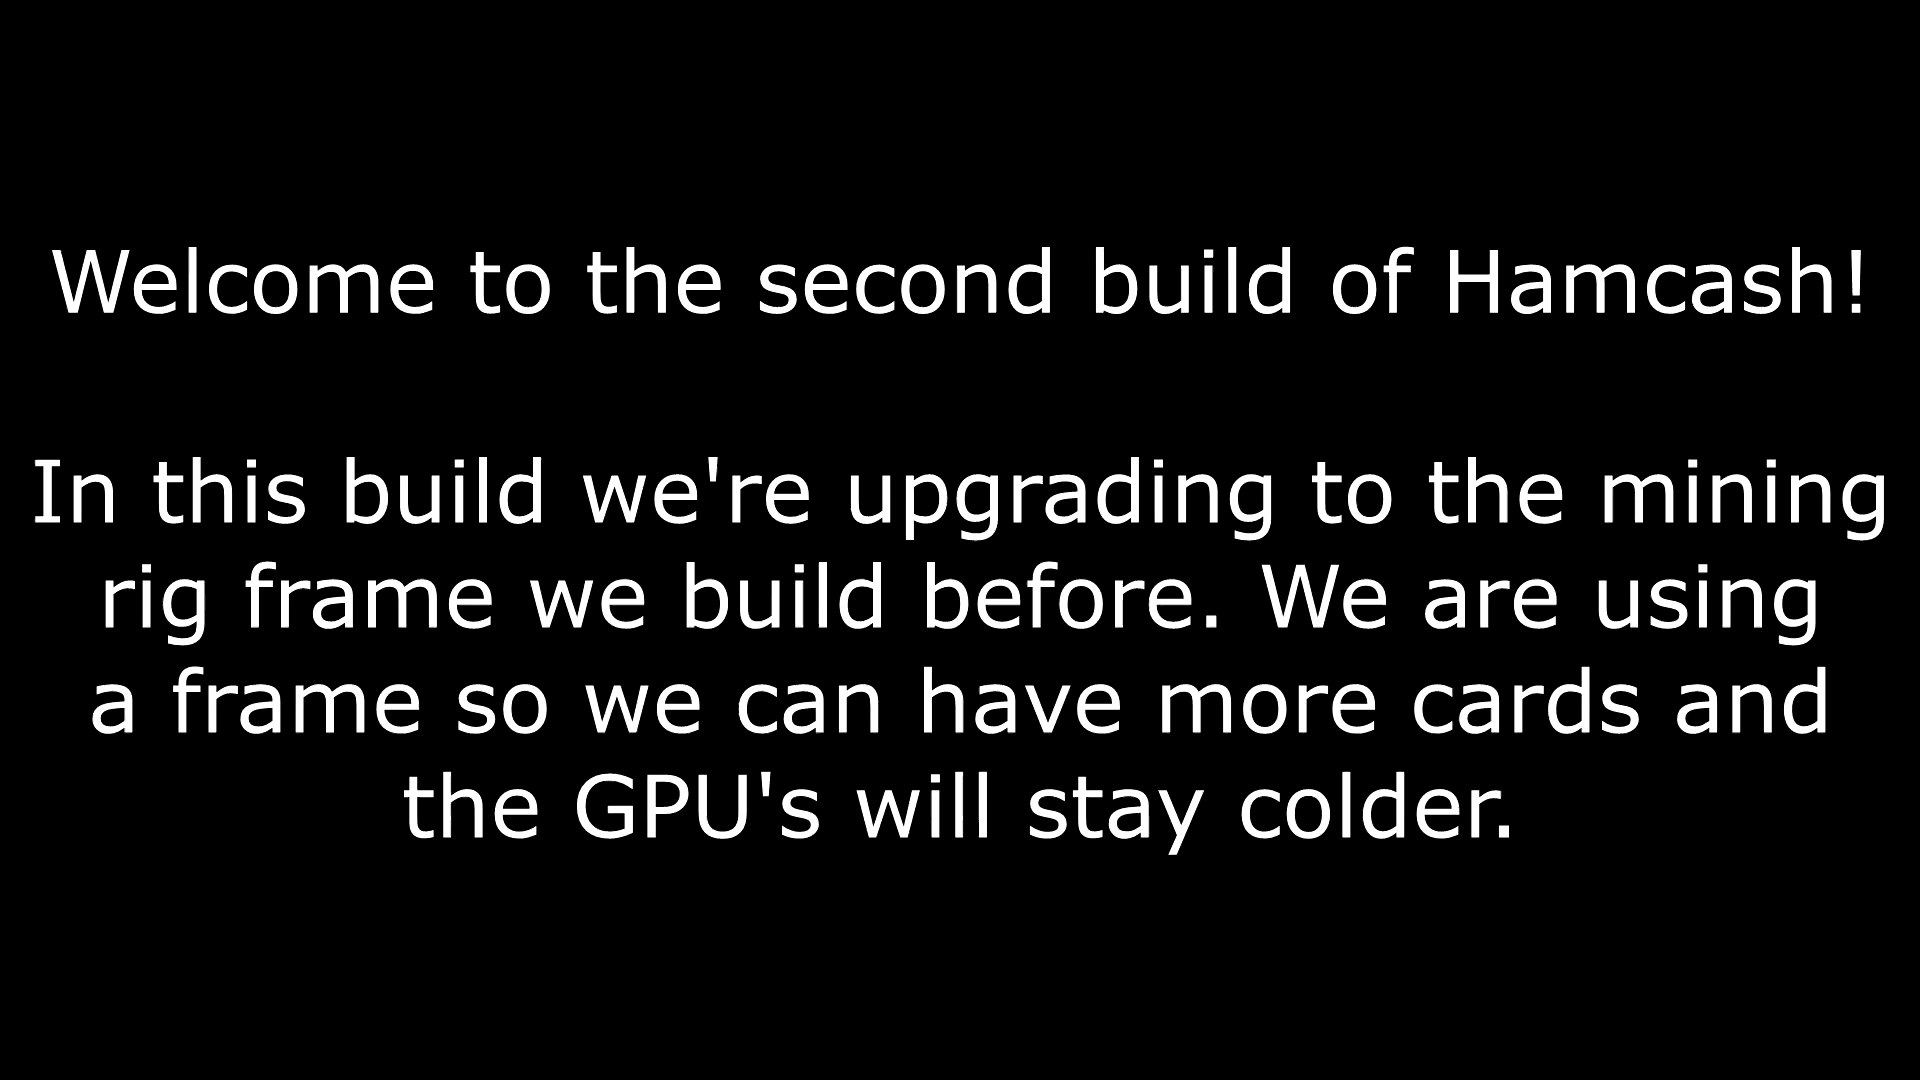 Welcome to the second build of Hamcash!
In this build we're upgrading to the mining
rig frame we build before. We are using
a frame so we can have more cards and
the GPU's will stay colder.